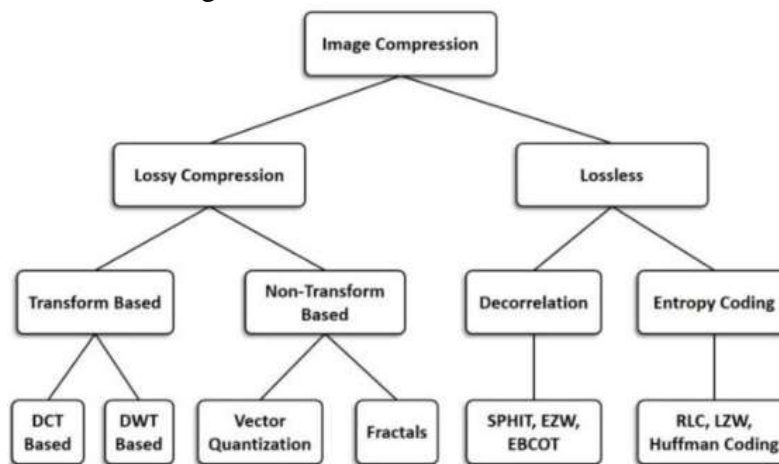 Image Compression
Lossy Compression
Lossless
Transform Based
Non-Transform
Based
Decorrelation
Entropy Coding
DCT
Based
DWT
Based
Vector
Quantization
Fractals
SPHIT, EZW,
EBCOT
RLC, LZW,
Huffman Coding